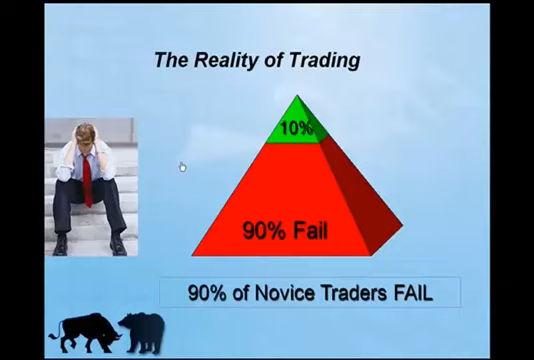 The Reality of Trading
10%
90% Fail
90% of Novice Traders FAIL